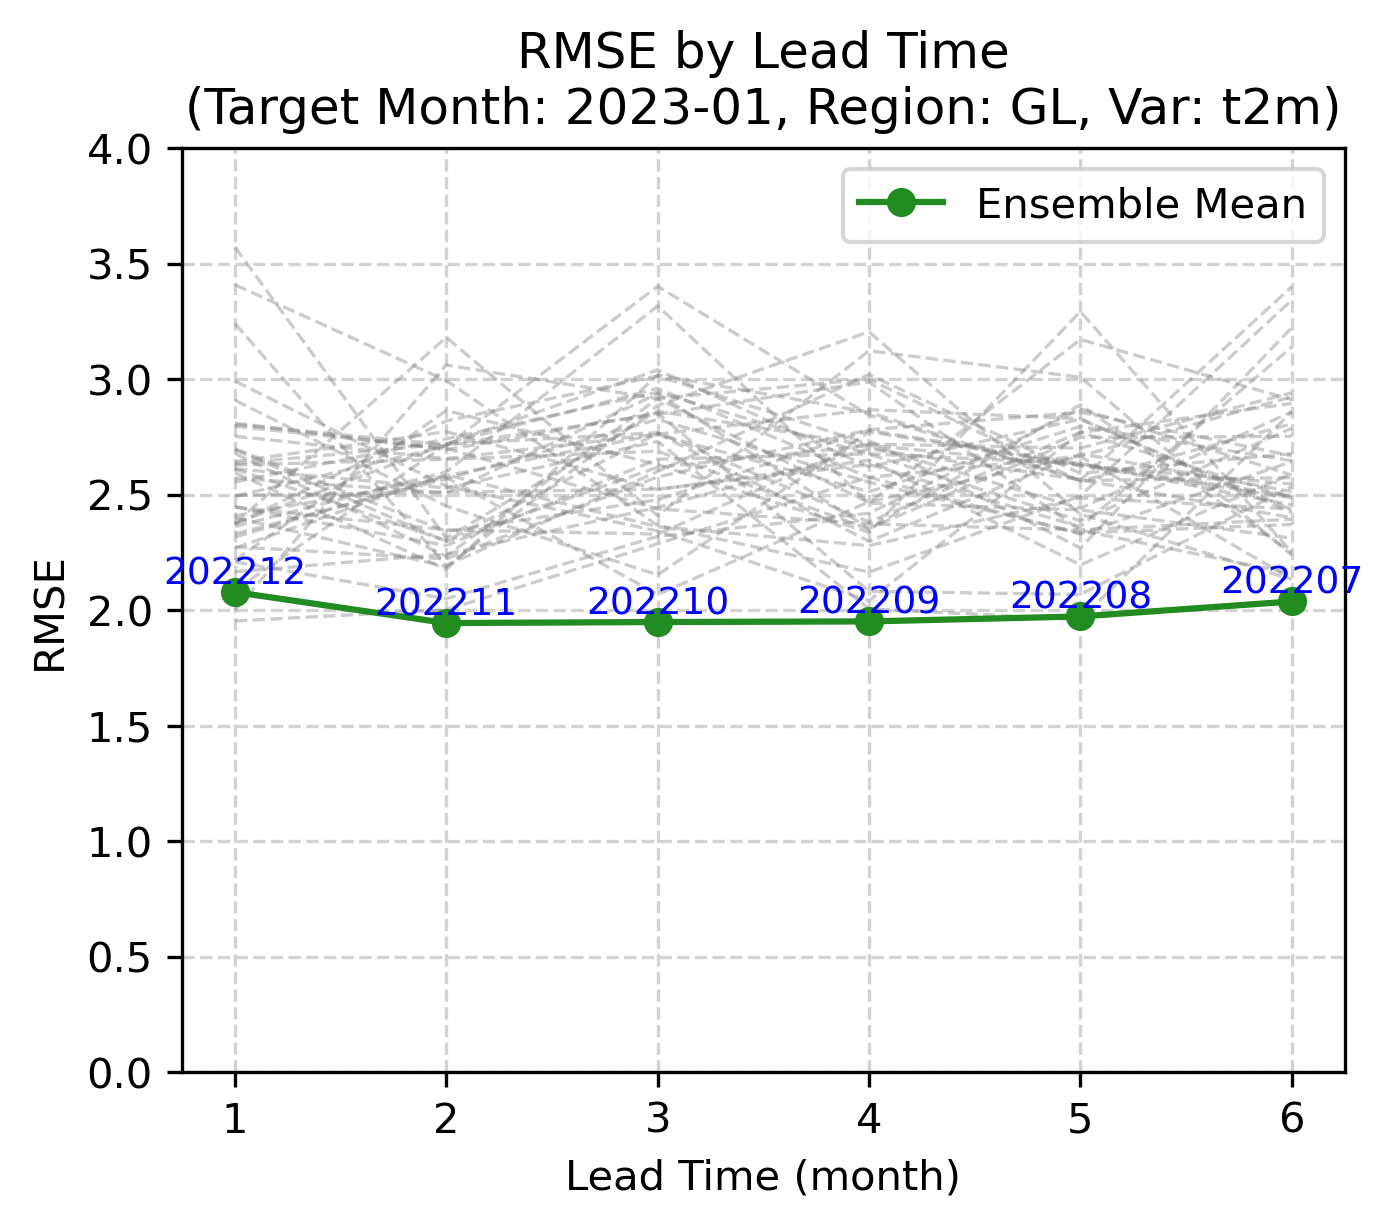 RMSE by Lead Time
(Target Month: 2023-01, Region: GL, Var: t2m)
Ensemble Mean
4.0
3.5
3.0
2.5
2.0
1.5
1.0
0.5
0.0
RMSE
202212
202211
202210
202209
202208
202207
1 2 3 4 5 6
Lead Time (month)